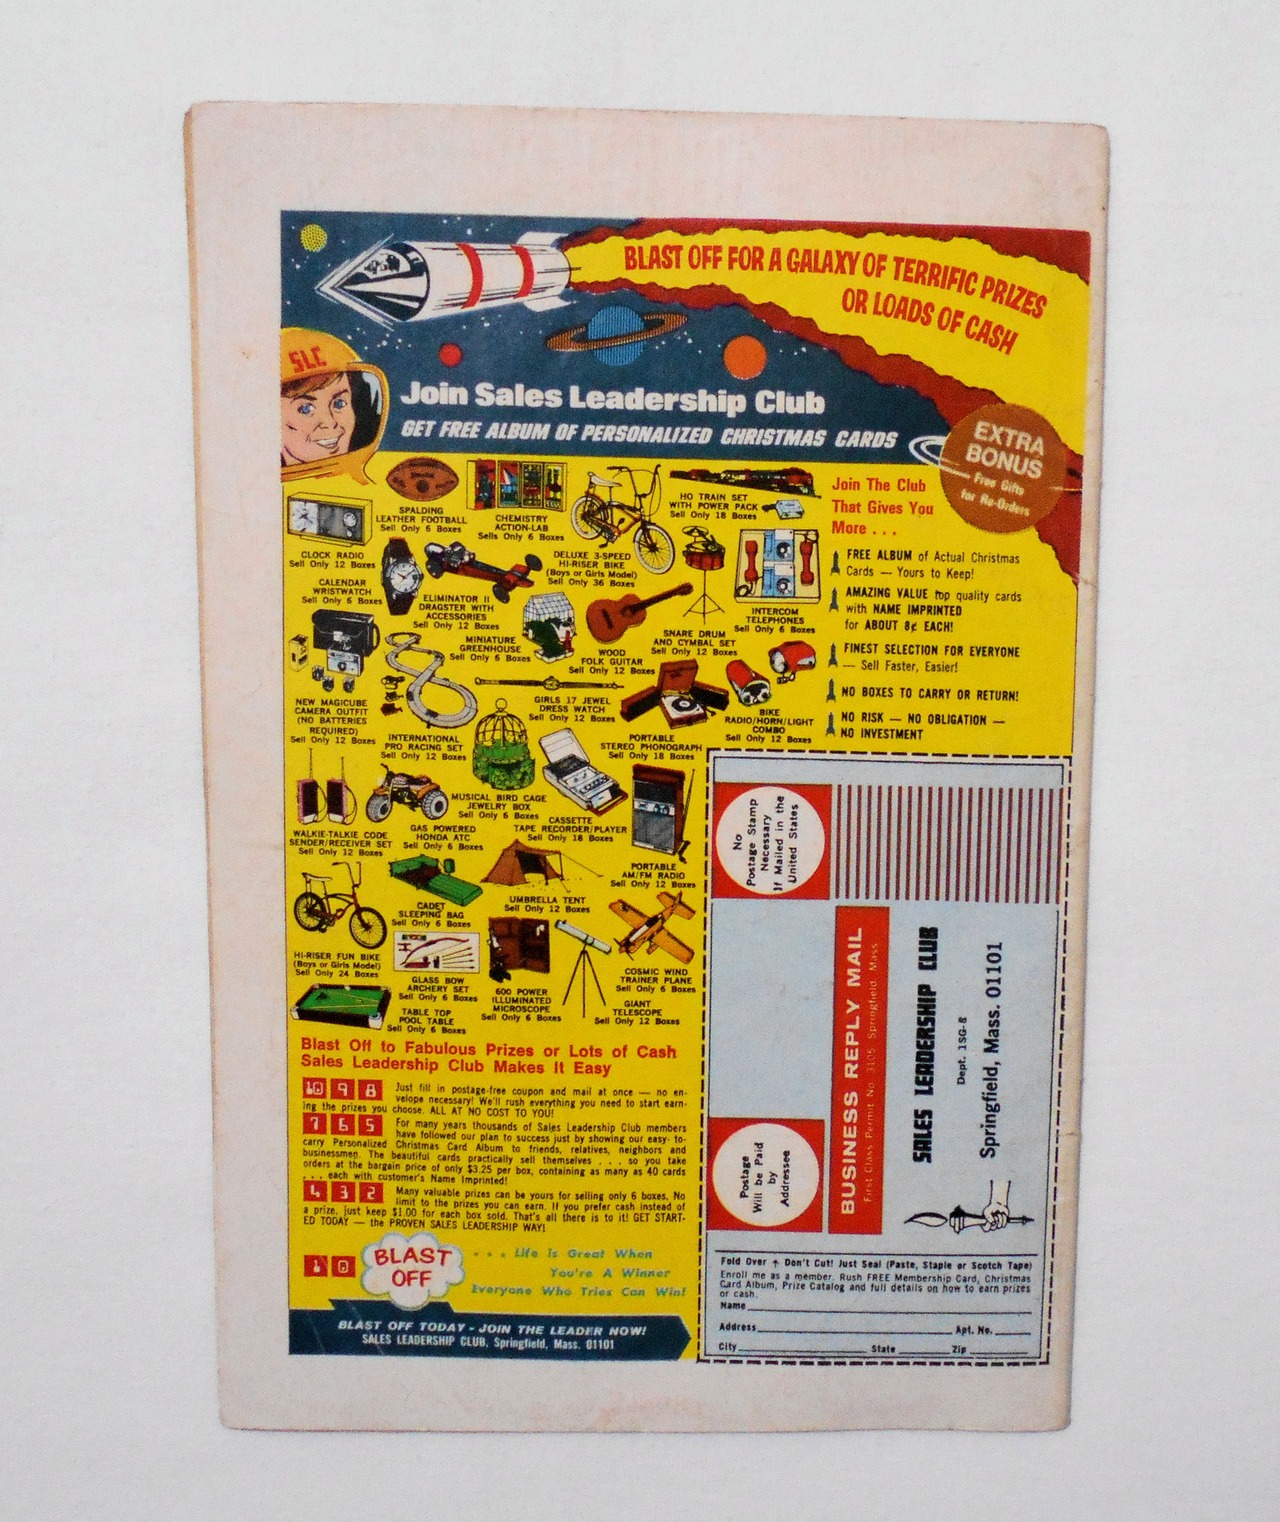 BLAST OFF FOR A GALAXY OF TERRIFIC PRIZES
OR LOADS OF CASH
SLC
Join Sales Leadership Club
GET FREE ALBUM OF PERSONALIZED CHRISTMAS CARDS
EXTRA
BONUS
— Free Gifts
for Re-Orders
SPALDING
LEATHER FOOTBALL
Sell Only 6 Boxes
CHEMISTRY
ACTION-LAB
Sells Only 6 Boxes
HO TRAIN SET
WITH POWER PACK
Sell Only 18 Boxes
CLOCK RADIO
Sell Only 12 Boxes
DELUXE 3-SPEED
HI-RISER BIKE
(Boys or Girls Model)
Sell Only 36 Boxes
CALENDAR
WRISTWATCH
Sell Only 6 Boxes
ELIMINATOR II
DRAGSTER WITH
ACCESSORIES
Sell Only 12 Boxes
INTERCOM
TELEPHONES
Sell Only 6 Boxes
MINIATURE
GREENHOUSE
Sell Only 6 Boxes
WOOD
FOLK GUITAR
Sell Only 12 Boxes
SNARE DRUM
AND CYMBAL SET
Sell Only 12 Boxes
NEW MAGICUBE
CAMERA OUTFIT
(NO BATTERIES
REQUIRED)
Sell Only 12 Boxes
INTERNATIONAL
PRO RACING SET
Sell Only 12 Boxes
GIRLS 17 JEWEL
DRESS WATCH
Sell Only 12 Boxes
PORTABLE
STEREO PHONOGRAPH
Sell Only 18 Boxes
BIKE
RADIO/HORN/LIGHT
COMBO
Sell Only 12 Boxes
WALKIE-TALKIE CODE
SENDER/RECEIVER SET
Sell Only 12 Boxes
GAS POWERED
HONDA ATC
Sell Only 6 Boxes
MUSICAL BIRD CAGE
JEWELRY BOX
Sell Only 6 Boxes
CASSETTE
TAPE RECORDER/PLAYER
Sell Only 18 Boxes
PORTABLE
AM/FM RADIO
Sell Only 12 Boxes
HI-RISER FUN BIKE
(Boys or Girls Model)
Sell Only 24 Boxes
CADET
SLEEPING BAG
Sell Only 6 Boxes
UMBRELLA TENT
Sell Only 12 Boxes
GLASS BOW
ARCHERY SET
Sell Only 6 Boxes
600 POWER
ILLUMINATED
MICROSCOPE
Sell Only 6 Boxes
COSMIC WIND
TRAINER PLANE
Sell Only 6 Boxes
GIANT
TELESCOPE
Sell Only 12 Boxes
TABLE TOP
POOL TABLE
Sell Only 6 Boxes
Join The Club
That Gives You
More . . .
FREE ALBUM of Actual Christmas
Cards — Yours to Keep!
AMAZING VALUE top quality cards
with NAME IMPRINTED
for ABOUT 8¢ EACH!
FINEST SELECTION FOR EVERYONE
— Sell Faster, Easier!
NO BOXES TO CARRY OR RETURN!
NO RISK — NO OBLIGATION —
NO INVESTMENT
Blast Off to Fabulous Prizes or Lots of Cash
Sales Leadership Club Makes It Easy
10 9 8
Just fill in postage-free coupon and mail at once — no en-
velope necessary! We'll rush everything you need to start earn-
ing the prizes you choose. ALL AT NO COST TO YOU!
7 6 5
For many years thousands of Sales Leadership Club members
have followed our plan to success just by showing our easy-to-
carry Personalized Christmas Card Album to friends, relatives, neighbors and
businessmen. The beautiful cards practically sell themselves . . . so you take
orders at the bargain price of only $3.25 per box, containing as many as 40 cards
. . . each with customer's Name Imprinted!
4 3 2
Many valuable prizes can be yours for selling only 6 boxes. No
limit to the prizes you can earn. If you prefer cash instead of
a prize, just keep $1.00 for each box sold. That's all there is to it! GET START-
ED TODAY — the PROVEN SALES LEADERSHIP WAY!
1 0
BLAST
OFF
. . . Life Is Great When
You're A Winner
Everyone Who Tries Can Win!
BLAST OFF TODAY - JOIN THE LEADER NOW!
SALES LEADERSHIP CLUB, Springfield, Mass. 01101
No
Postage Stamp
Necessary
If Mailed in the
United States
Postage
Will be Paid
by
Addressee
BUSINESS REPLY MAIL
First Class Permit No. 3105, Springfield, Mass
SALES LEADERSHIP CLUB
Dept. 1SG-8
Springfield, Mass. 01101
Fold Over ↑ Don't Cut! Just Seal (Paste, Staple or Scotch Tape)
Enroll me as a member. Rush FREE Membership Card, Christmas
Card Album, Prize Catalog and full details on how to earn prizes
or cash.
Name
Address Apt. No.
City State Zip